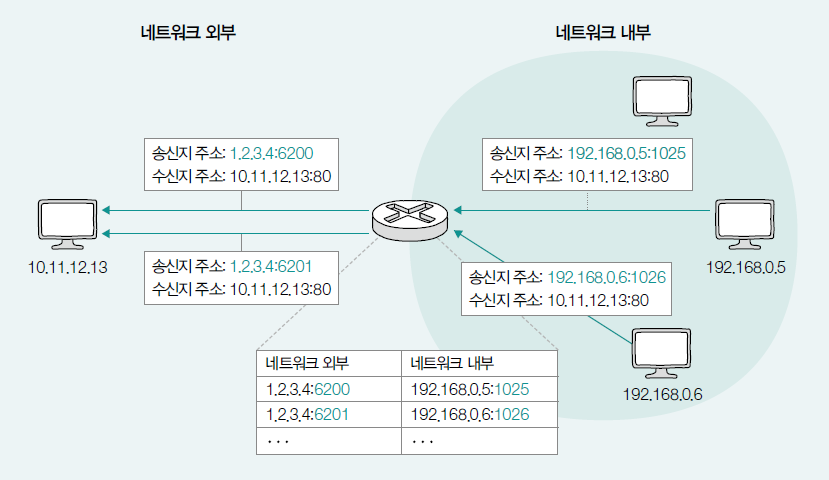 네트워크 외부
네트워크 내부
송신지 주소: 1.2.3.4:6200
수신지 주소: 10.11.12.13:80
송신지 주소: 192.168.0.5:1025
수신지 주소: 10.11.12.13:80
10.11.12.13
192.168.0.5
송신지 주소: 1.2.3.4:6201
수신지 주소: 10.11.12.13:80
송신지 주소: 192.168.0.6:1026
수신지 주소: 10.11.12.13:80
192.168.0.6
네트워크 외부 네트워크 내부
1.2.3.4:6200 192.168.0.5:1025
1.2.3.4:6201 192.168.0.6:1026
... ...